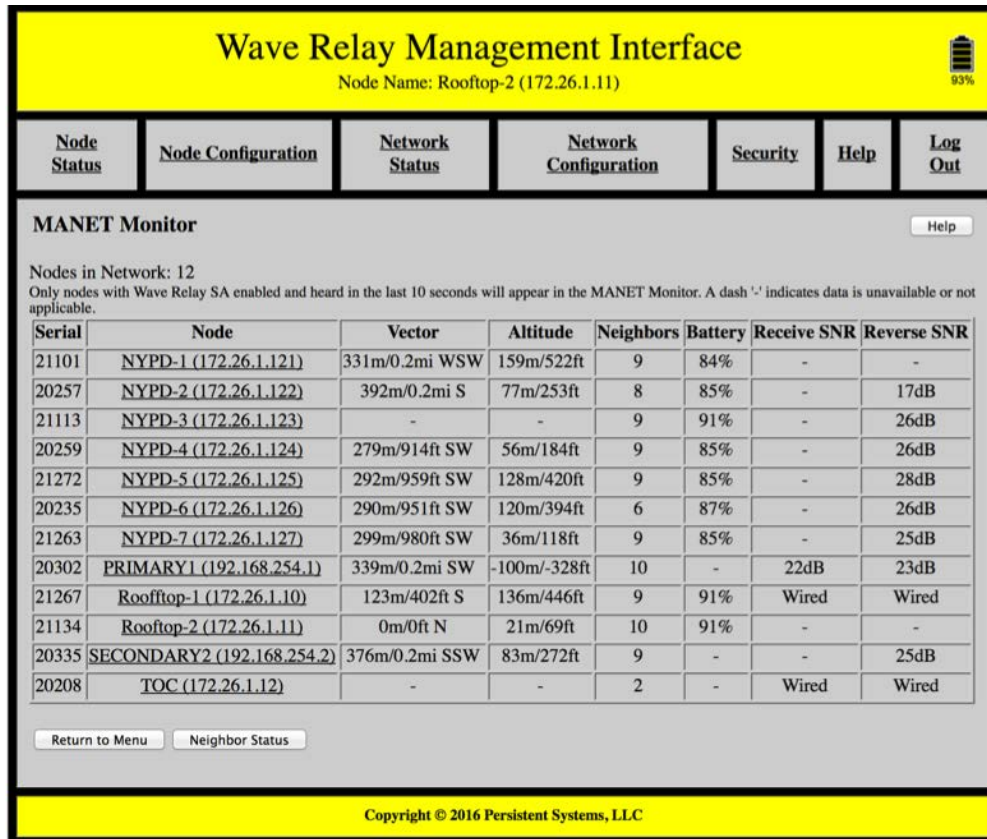 Wave Relay Management Interface
Node Name: Rooftop-2 (172.26.1.11)
93%
Node Status
Node Configuration
Network Status
Network Configuration
Security
Help
Log Out
MANET Monitor
Help
Nodes in Network: 12
Only nodes with Wave Relay SA enabled and heard in the last 10 seconds will appear in the MANET Monitor. A dash '-' indicates data is unavailable or not
applicable.
Serial Node Vector Altitude Neighbors Battery Receive SNR Reverse SNR
21101 NYPD-1 (172.26.1.121) 331m/0.2mi WSW 159m/522ft 9 84% - -
20257 NYPD-2 (172.26.1.122) 392m/0.2mi S 77m/253ft 8 85% - 17dB
21113 NYPD-3 (172.26.1.123) - - 9 91% - 26dB
20259 NYPD-4 (172.26.1.124) 279m/914ft SW 56m/184ft 9 85% - 26dB
21272 NYPD-5 (172.26.1.125) 292m/959ft SW 128m/420ft 9 85% - 28dB
20235 NYPD-6 (172.26.1.126) 290m/951ft SW 120m/394ft 6 87% - 26dB
21263 NYPD-7 (172.26.1.127) 299m/980ft SW 36m/118ft 9 85% - 25dB
20302 PRIMARY1 (192.168.254.1) 339m/0.2mi SW -100m/-328ft 10 - 22dB 23dB
21267 Roofftop-1 (172.26.1.10) 123m/402ft S 136m/446ft 9 91% Wired Wired
21134 Rooftop-2 (172.26.1.11) 0m/0ft N 21m/69ft 10 91% - -
20335 SECONDARY2 (192.168.254.2) 376m/0.2mi SSW 83m/272ft 9 - - 25dB
20208 TOC (172.26.1.12) - - 2 - Wired Wired
Return to Menu Neighbor Status
Copyright © 2016 Persistent Systems, LLC